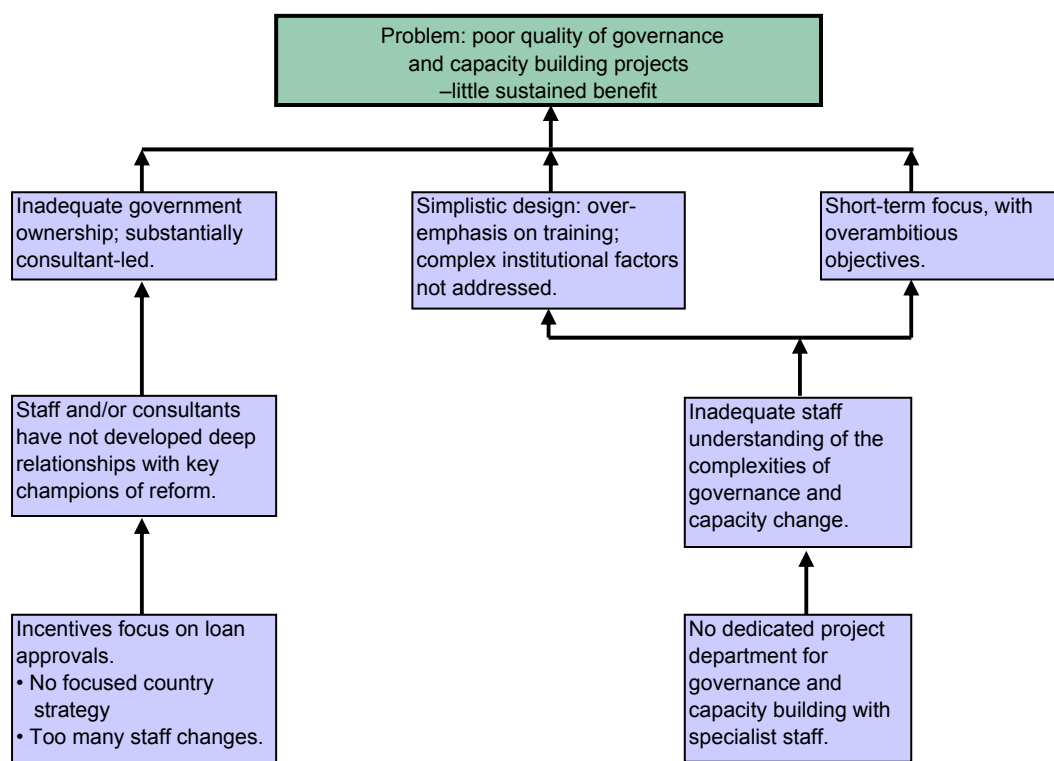 Problem: poor quality of governance
and capacity building projects
–little sustained benefit
Inadequate government
ownership; substantially
consultant-led.
Simplistic design: over-
emphasis on training;
complex institutional factors
not addressed.
Short-term focus, with
overambitious
objectives.
Staff and/or consultants
have not developed deep
relationships with key
champions of reform.
Inadequate staff
understanding of the
complexities of
governance and
capacity change.
Incentives focus on loan
approvals.
• No focused country
strategy
• Too many staff changes.
No dedicated project
department for
governance and
capacity building with
specialist staff.